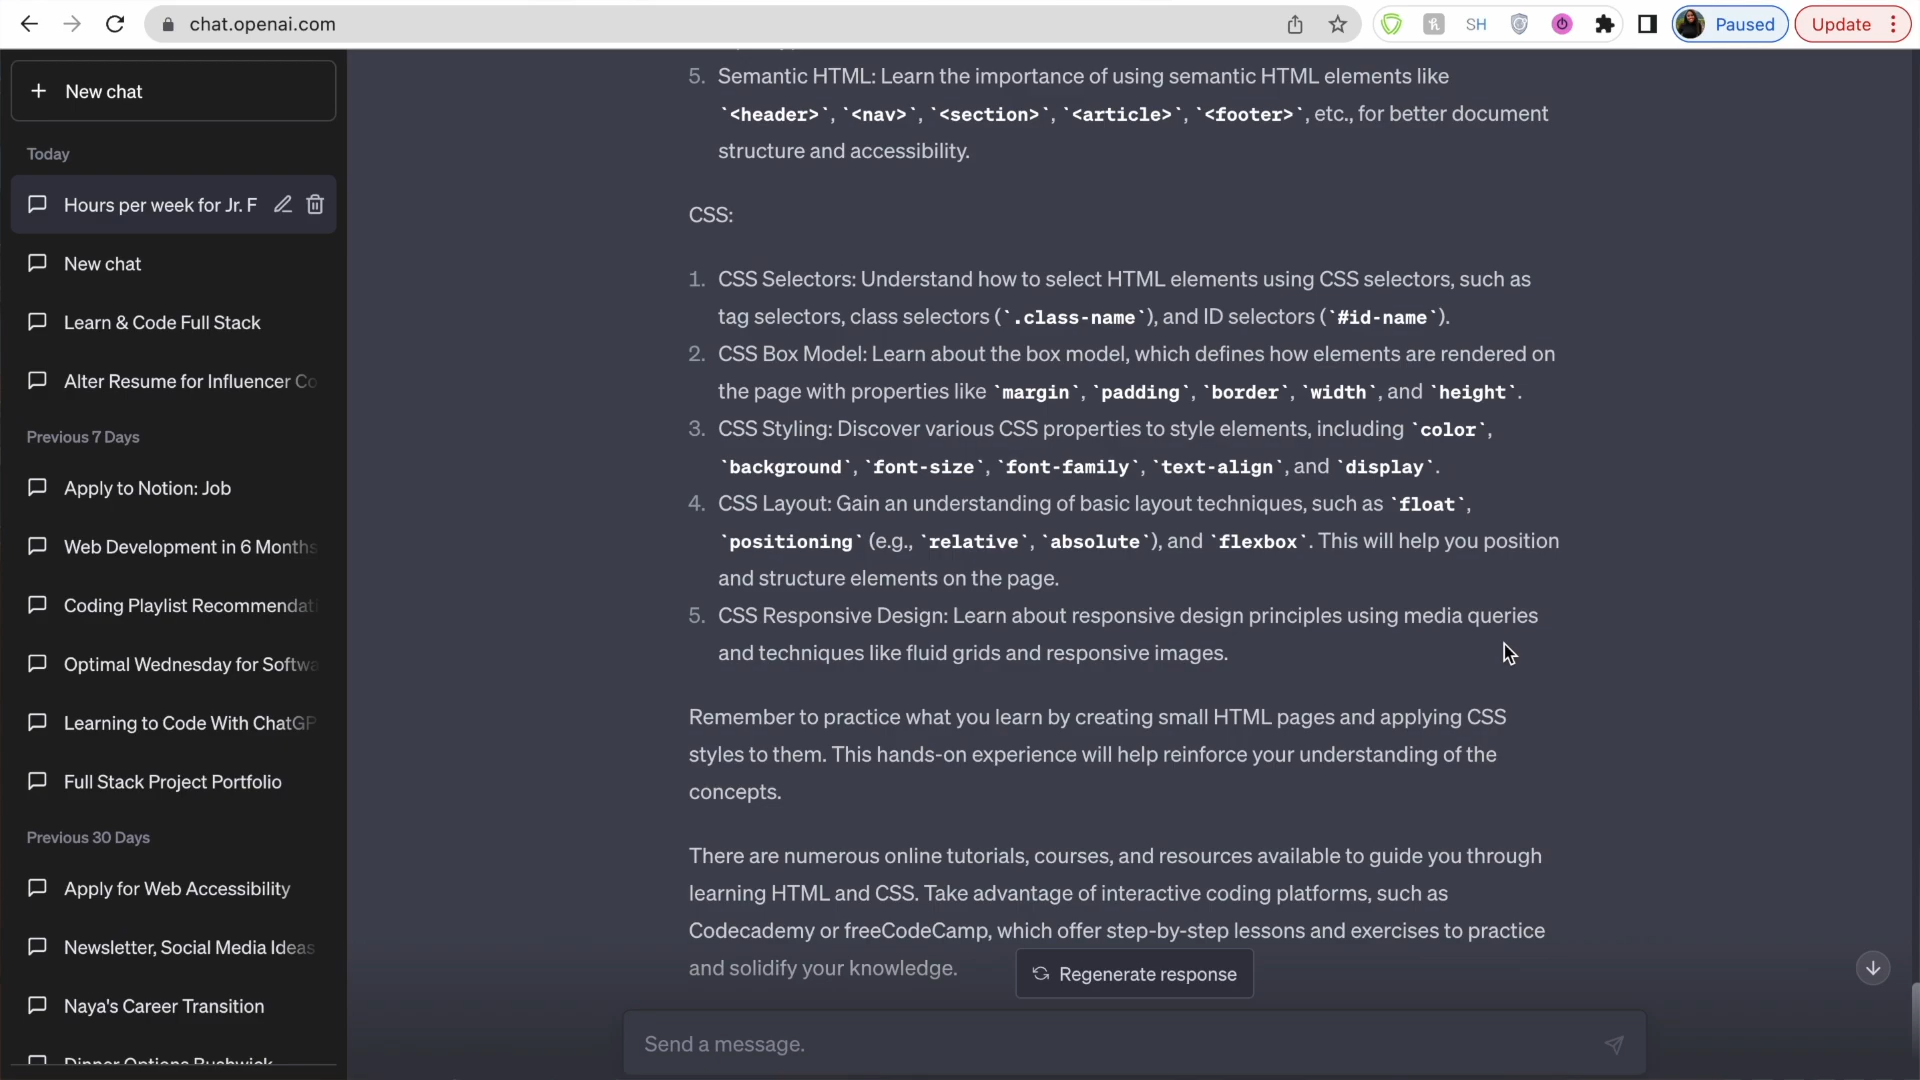 chat.openai.com
SH
Paused
Update
New chat
Today
Hours per week for Jr. F
New chat
Learn & Code Full Stack
Alter Resume for Influencer Co
Previous 7 Days
Apply to Notion: Job
Web Development in 6 Months
Coding Playlist Recommendati
Optimal Wednesday for Softwa
Learning to Code With ChatGP
Full Stack Project Portfolio
Previous 30 Days
Apply for Web Accessibility
Newsletter, Social Media Ideas
Naya's Career Transition
Dinner Options Bushwick
5. Semantic HTML: Learn the importance of using semantic HTML elements like
`<header>`, `<nav>`, `<section>`, `<article>`, `<footer>`, etc., for better document
structure and accessibility.
CSS:
1. CSS Selectors: Understand how to select HTML elements using CSS selectors, such as
tag selectors, class selectors (`.class-name`), and ID selectors (`#id-name`).
2. CSS Box Model: Learn about the box model, which defines how elements are rendered on
the page with properties like `margin`, `padding`, `border`, `width`, and `height`.
3. CSS Styling: Discover various CSS properties to style elements, including `color`,
`background`, `font-size`, `font-family`, `text-align`, and `display`.
4. CSS Layout: Gain an understanding of basic layout techniques, such as `float`,
`positioning` (e.g., `relative`, `absolute`), and `flexbox`. This will help you position
and structure elements on the page.
5. CSS Responsive Design: Learn about responsive design principles using media queries
and techniques like fluid grids and responsive images.
Remember to practice what you learn by creating small HTML pages and applying CSS
styles to them. This hands-on experience will help reinforce your understanding of the
concepts.
There are numerous online tutorials, courses, and resources available to guide you through
learning HTML and CSS. Take advantage of interactive coding platforms, such as
Codecademy or freeCodeCamp, which offer step-by-step lessons and exercises to practice
and solidify your knowledge.
Regenerate response
Send a message.